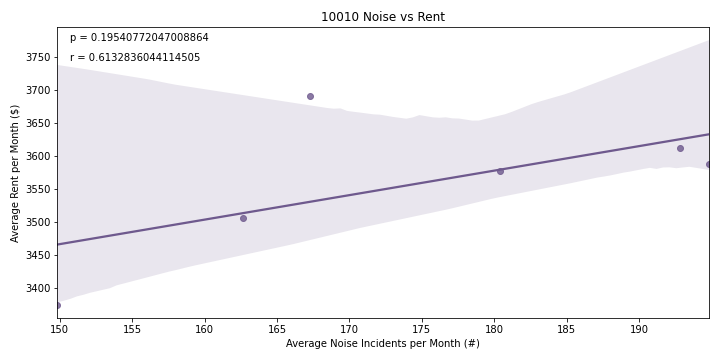 10010 Noise vs Rent
p = 0.19540772047008864
r = 0.6132836044114505
3750
3700
3650
3600
3550
3500
3450
3400
Average Rent per Month ($)
150 155 160 165 170 175 180 185 190
Average Noise Incidents per Month (#)